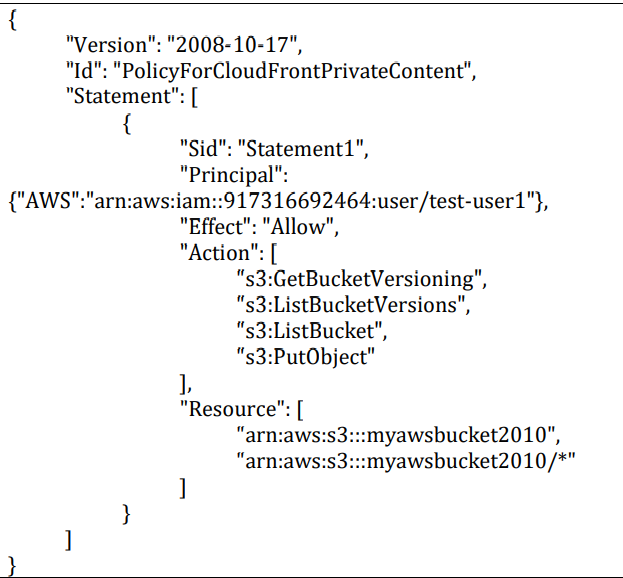 {
"Version": "2008-10-17",
"Id": "PolicyForCloudFrontPrivateContent",
"Statement": [
{
"Sid": "Statement1",
"Principal":
{"AWS":"arn:aws:iam::917316692464:user/test-user1"},
"Effect": "Allow",
"Action": [
“s3:GetBucketVersioning",
“s3:ListBucketVersions",
“s3:ListBucket",
“s3:PutObject"
],
"Resource": [
“arn:aws:s3:::myawsbucket2010",
“arn:aws:s3:::myawsbucket2010/*"
]
}
]
}